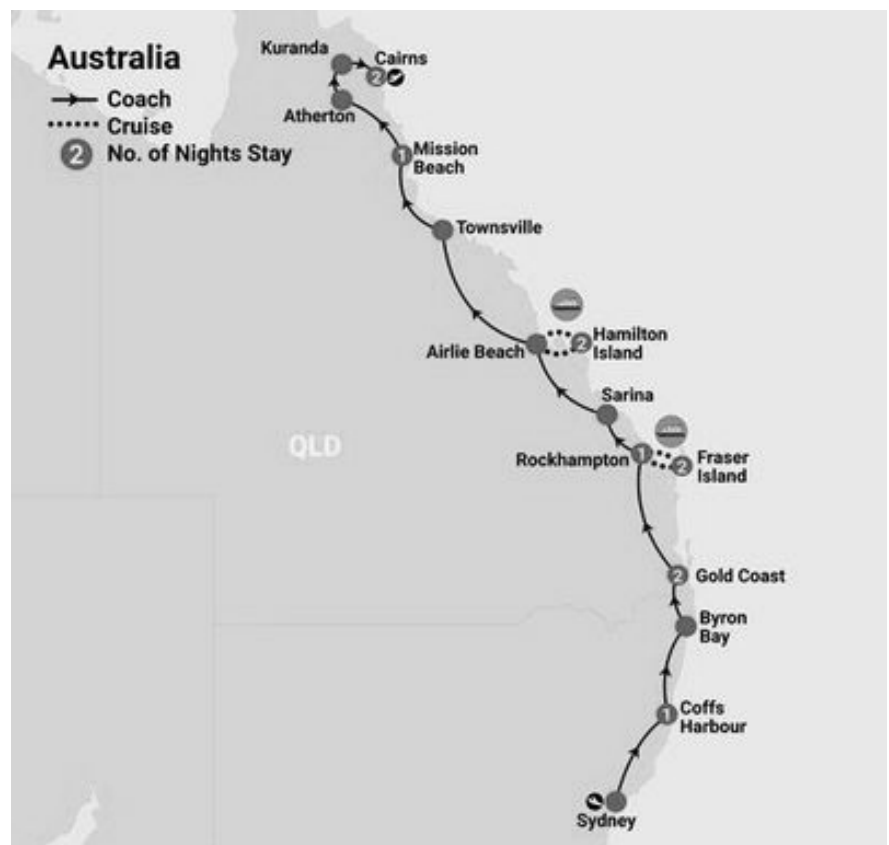 Australia
Coach
Cruise
2 No. of Nights Stay
Kuranda
Cairns
2
Atherton
1 Mission
Beach
Townsville
Airlie Beach
2 Hamilton
Island
Sarina
Rockhampton 1
2 Fraser
Island
QLD
2 Gold Coast
Byron
Bay
1 Coffs
Harbour
Sydney